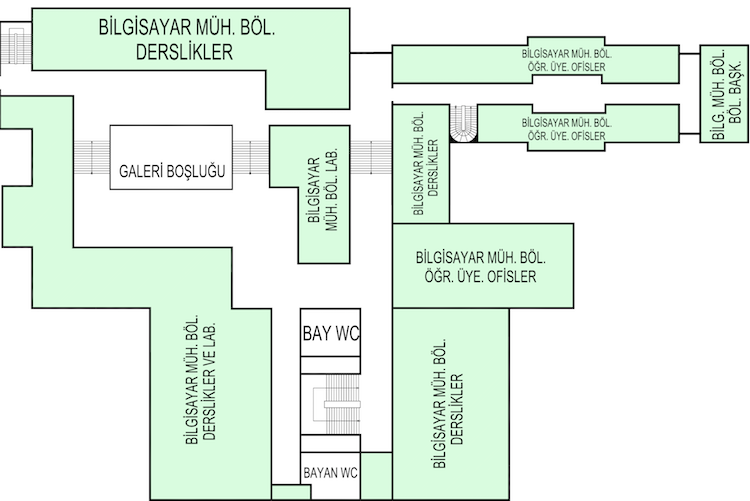 BİLGİSAYAR MÜH. BÖL.
DERSLİKLER
BİLGİSAYAR MÜH. BÖL.
ÖĞR. ÜYE. OFİSLER
BİLG. MÜH. BÖL.
BÖL. BAŞK.
BİLGİSAYAR MÜH. BÖL.
ÖĞR. ÜYE. OFİSLER
GALERİ BOŞLUĞU
BİLGİSAYAR
MÜH. BÖL. LAB.
BİLGİSAYAR MÜH. BÖL.
DERSLİKLER
BİLGİSAYAR MÜH. BÖL.
ÖĞR. ÜYE. OFİSLER
BİLGİSAYAR MÜH. BÖL.
DERSLİKLER VE LAB.
BAY WC
BİLGİSAYAR MÜH. BÖL.
DERSLİKLER
BAYAN WC